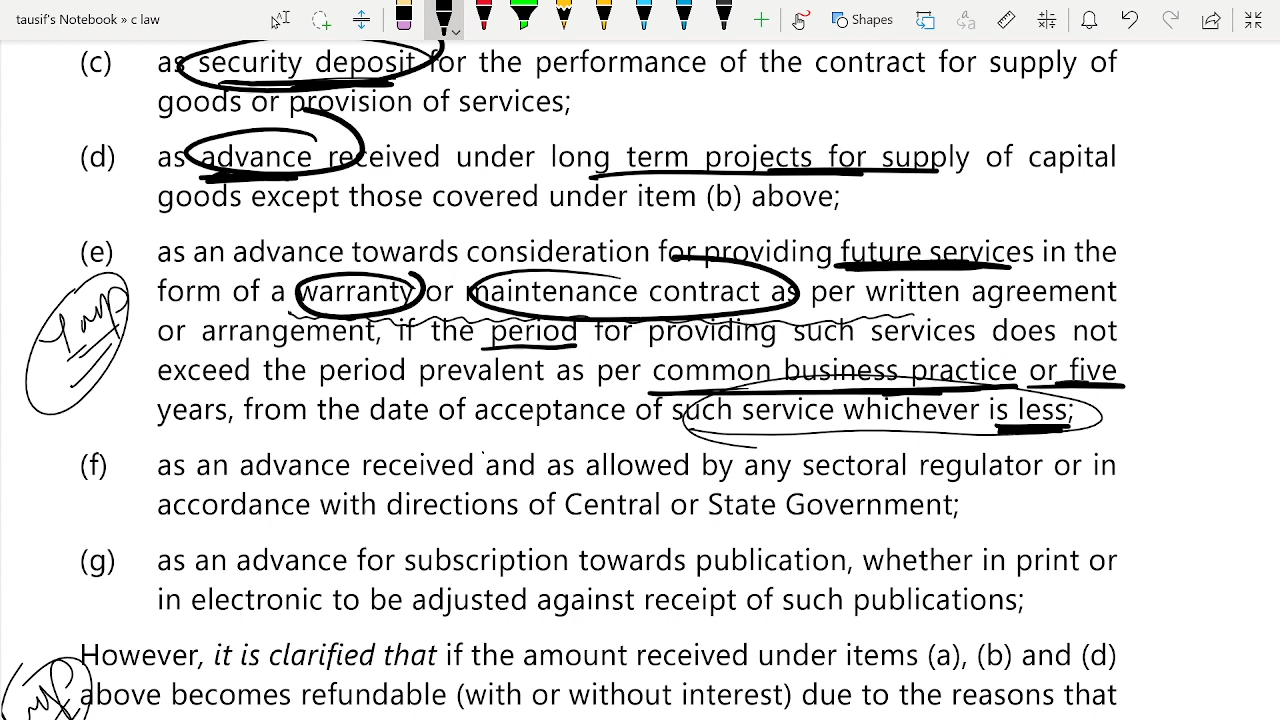 tausif's Notebook » c law
Shapes
(c) as security deposit for the performance of the contract for supply of
goods or provision of services;
(d) as advance received under long term projects for supply of capital
goods except those covered under item (b) above;
(e) as an advance towards consideration for providing future services in the
form of a warranty or maintenance contract as per written agreement
or arrangement, if the period for providing such services does not
exceed the period prevalent as per common business practice or five
years, from the date of acceptance of such service whichever is less;
(f) as an advance received and as allowed by any sectoral regulator or in
accordance with directions of Central or State Government;
(g) as an advance for subscription towards publication, whether in print or
in electronic to be adjusted against receipt of such publications;
However, it is clarified that if the amount received under items (a), (b) and (d)
above becomes refundable (with or without interest) due to the reasons that